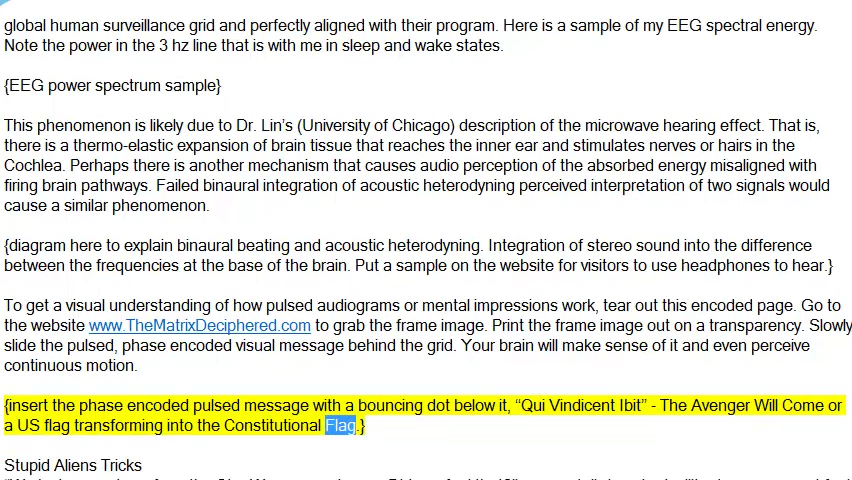 global human surveillance grid and perfectly aligned with their program. Here is a sample of my EEG spectral energy.
Note the power in the 3 hz line that is with me in sleep and wake states.
{EEG power spectrum sample}
This phenomenon is likely due to Dr. Lin's (University of Chicago) description of the microwave hearing effect. That is,
there is a thermo-elastic expansion of brain tissue that reaches the inner ear and stimulates nerves or hairs in the
Cochlea. Perhaps there is another mechanism that causes audio perception of the absorbed energy misaligned with
firing brain pathways. Failed binaural integration of acoustic heterodyning perceived interpretation of two signals would
cause a similar phenomenon.
{diagram here to explain binaural beating and acoustic heterodyning. Integration of stereo sound into the difference
between the frequencies at the base of the brain. Put a sample on the website for visitors to use headphones to hear.}
To get a visual understanding of how pulsed audiograms or mental impressions work, tear out this encoded page. Go to
the website www.TheMatrixDeciphered.com to grab the frame image. Print the frame image out on a transparency. Slowly
slide the pulsed, phase encoded visual message behind the grid. Your brain will make sense of it and even perceive
continuous motion.
{insert the phase encoded pulsed message with a bouncing dot below it, “Qui Vindicent Ibit” - The Avenger Will Come or
a US flag transforming into the Constitutional Flag.}
Stupid Aliens Tricks